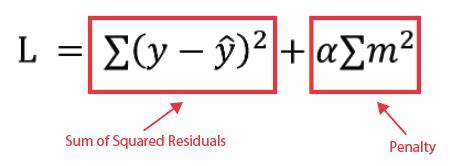 L = ∑(y − ŷ)² + α∑m²
Sum of Squared Residuals
Penalty